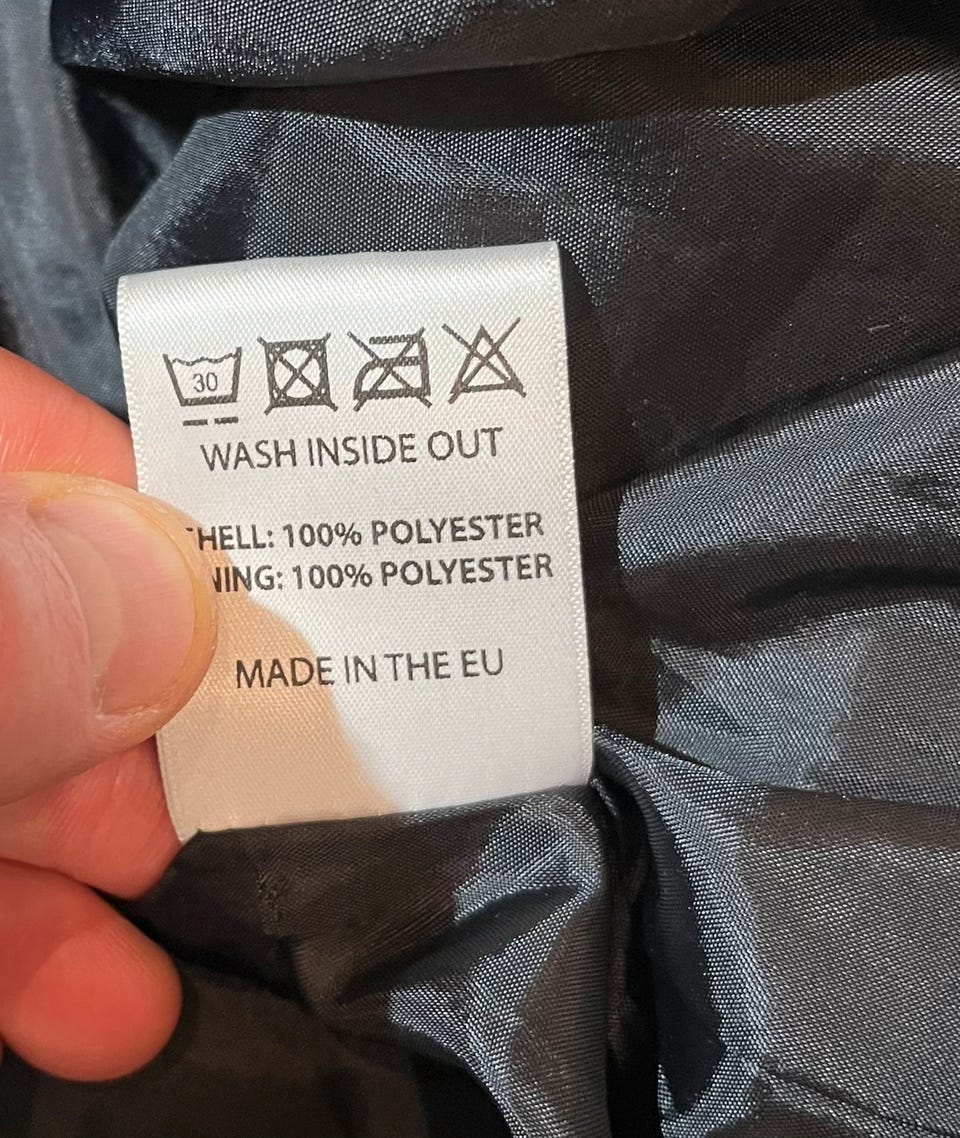 30
WASH INSIDE OUT
HELL: 100% POLYESTER
NING: 100% POLYESTER
MADE IN THE EU